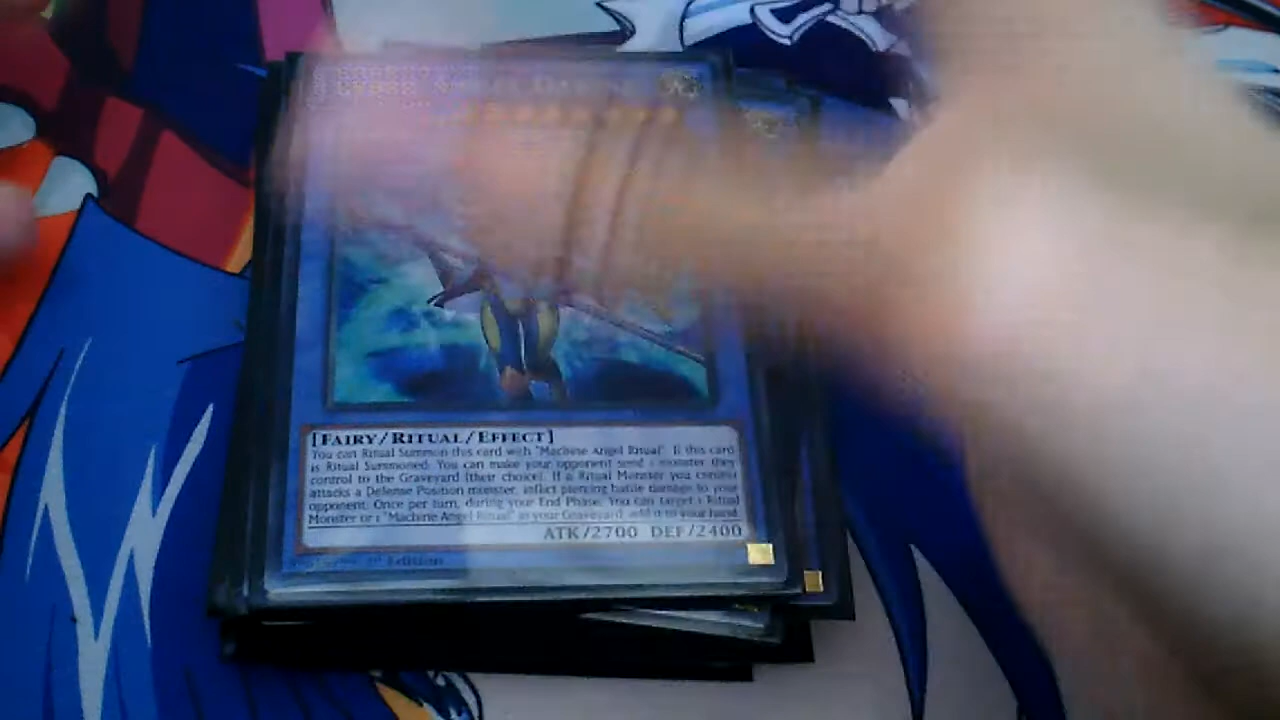 [FAIRY/RITUAL/EFFECT]
You can Ritual Summon this card with "Machine Angel Ritual". If this card
is Ritual Summoned: You can make your opponent send 1 monster they
control to the Graveyard (their choice). If a Ritual Monster you control
attacks a Defense Position monster, inflict piercing battle damage to your
opponent. Once per turn, during your End Phase: You can target 1 Ritual
Monster or 1 "Machine Angel Ritual" in your Graveyard; add it to your hand.
ATK/2700 DEF/2400
1st Edition